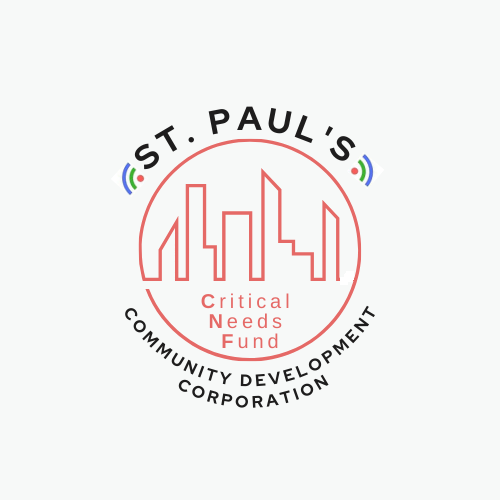 ST. PAUL'S
Critical
Needs
Fund
COMMUNITY DEVELOPMENT
CORPORATION